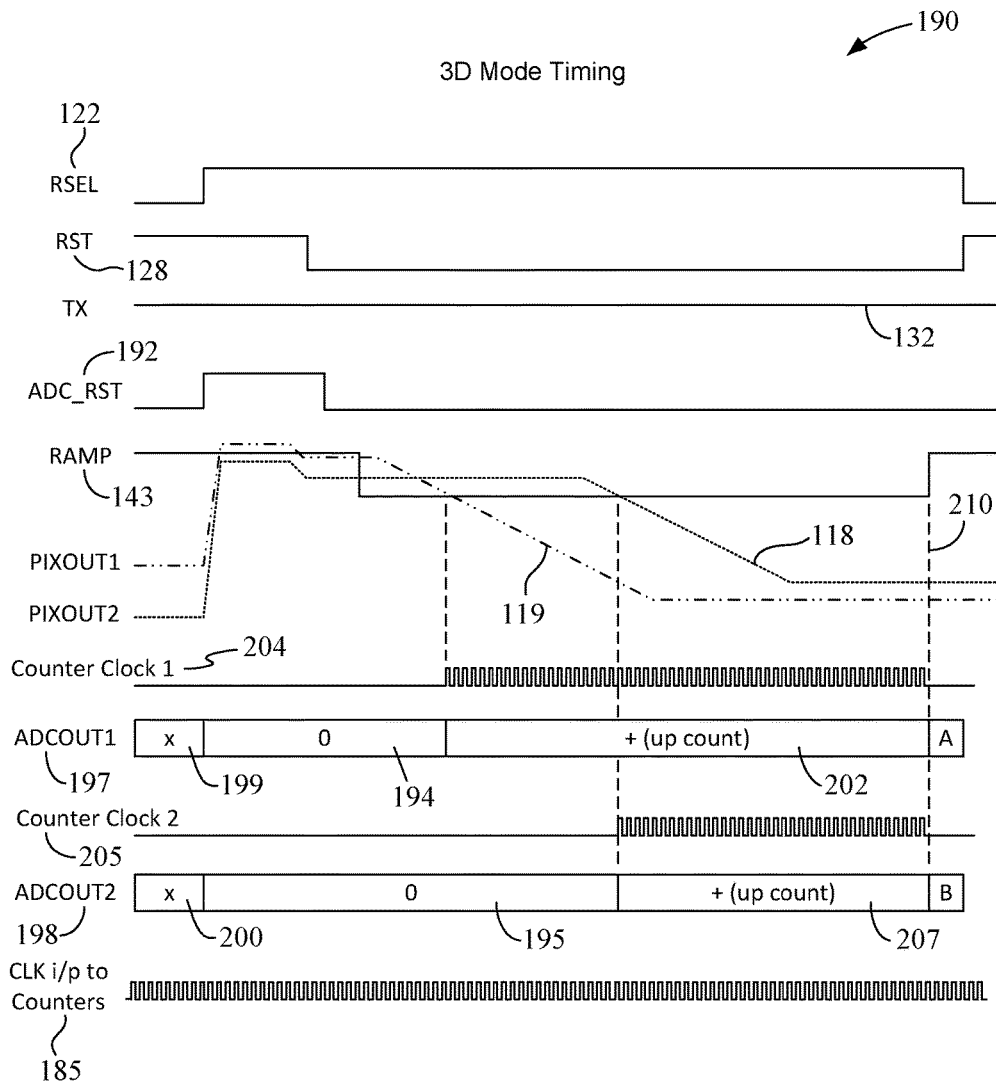 190
3D Mode Timing
122
RSEL
RST
128
TX
132
192
ADC_RST
RAMP
143
210
118
PIXOUT1
119
PIXOUT2
204
Counter Clock 1
ADCOUT1 x 0 + (up count) A
197 199 194 202
Counter Clock 2
205
ADCOUT2 x 0 + (up count) B
198 200 195 207
CLK i/p to
Counters
185